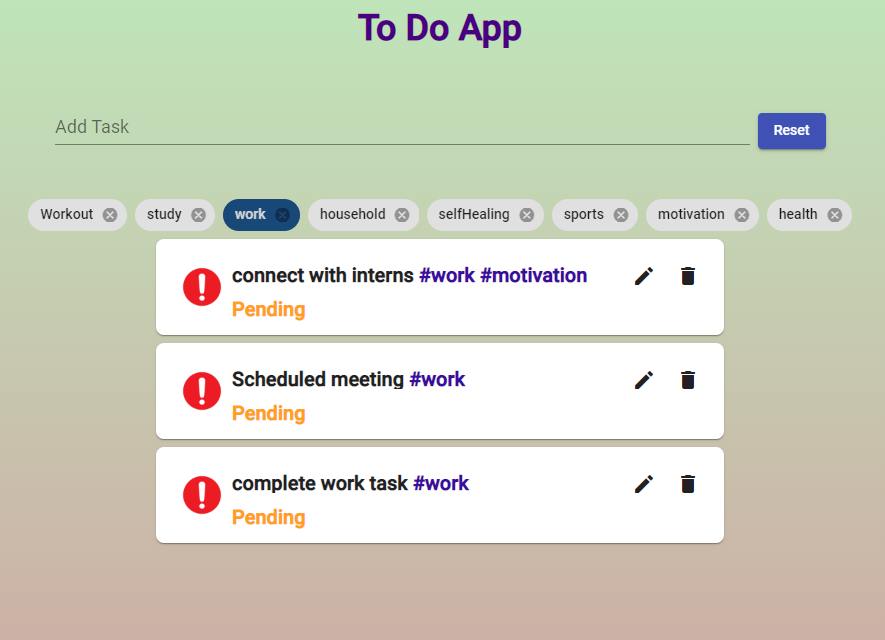 To Do App
Add Task
Reset
Workout study work household selfHealing sports motivation health
connect with interns #work #motivation
Pending
Scheduled meeting #work
Pending
complete work task #work
Pending